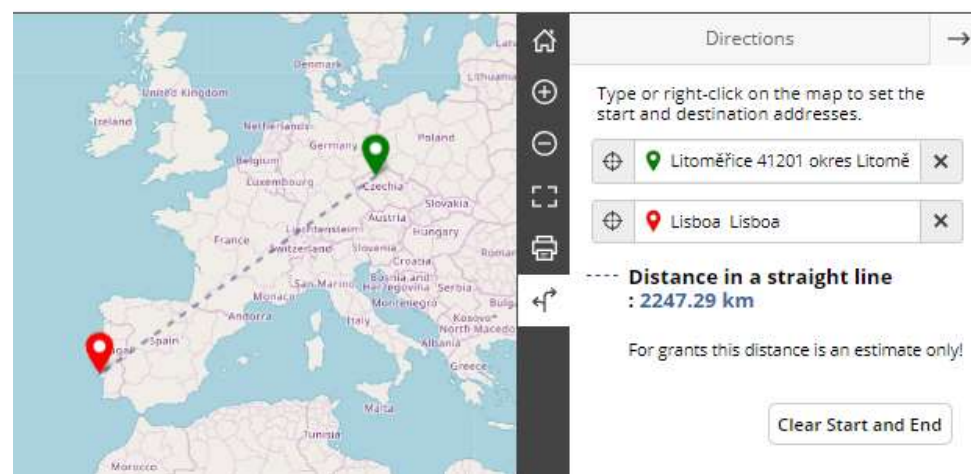 Latv
Denmark
Lithuania
United Kingdom
Ireland
Netherlands
Poland
Germany
Belgium
Luxembourg
Czechia
Slovakia
Austria
Liechtenstein
Hungary
France
Switzerland
Slovenia
Romani
Croatia
Bosnia and
Herzegovina
Serbia
San Marino
Monaco
Montenegro
Bulga
Andorra
Italy
Kosovo
North Macedo
Albania
Spain
Greece
Malta
Tunisia
Morocco
Directions
Type or right-click on the map to set the
start and destination addresses.
Litoměřice 41201 okres Litomě
Lisboa Lisboa
Distance in a straight line
: 2247.29 km
For grants this distance is an estimate only!
Clear Start and End